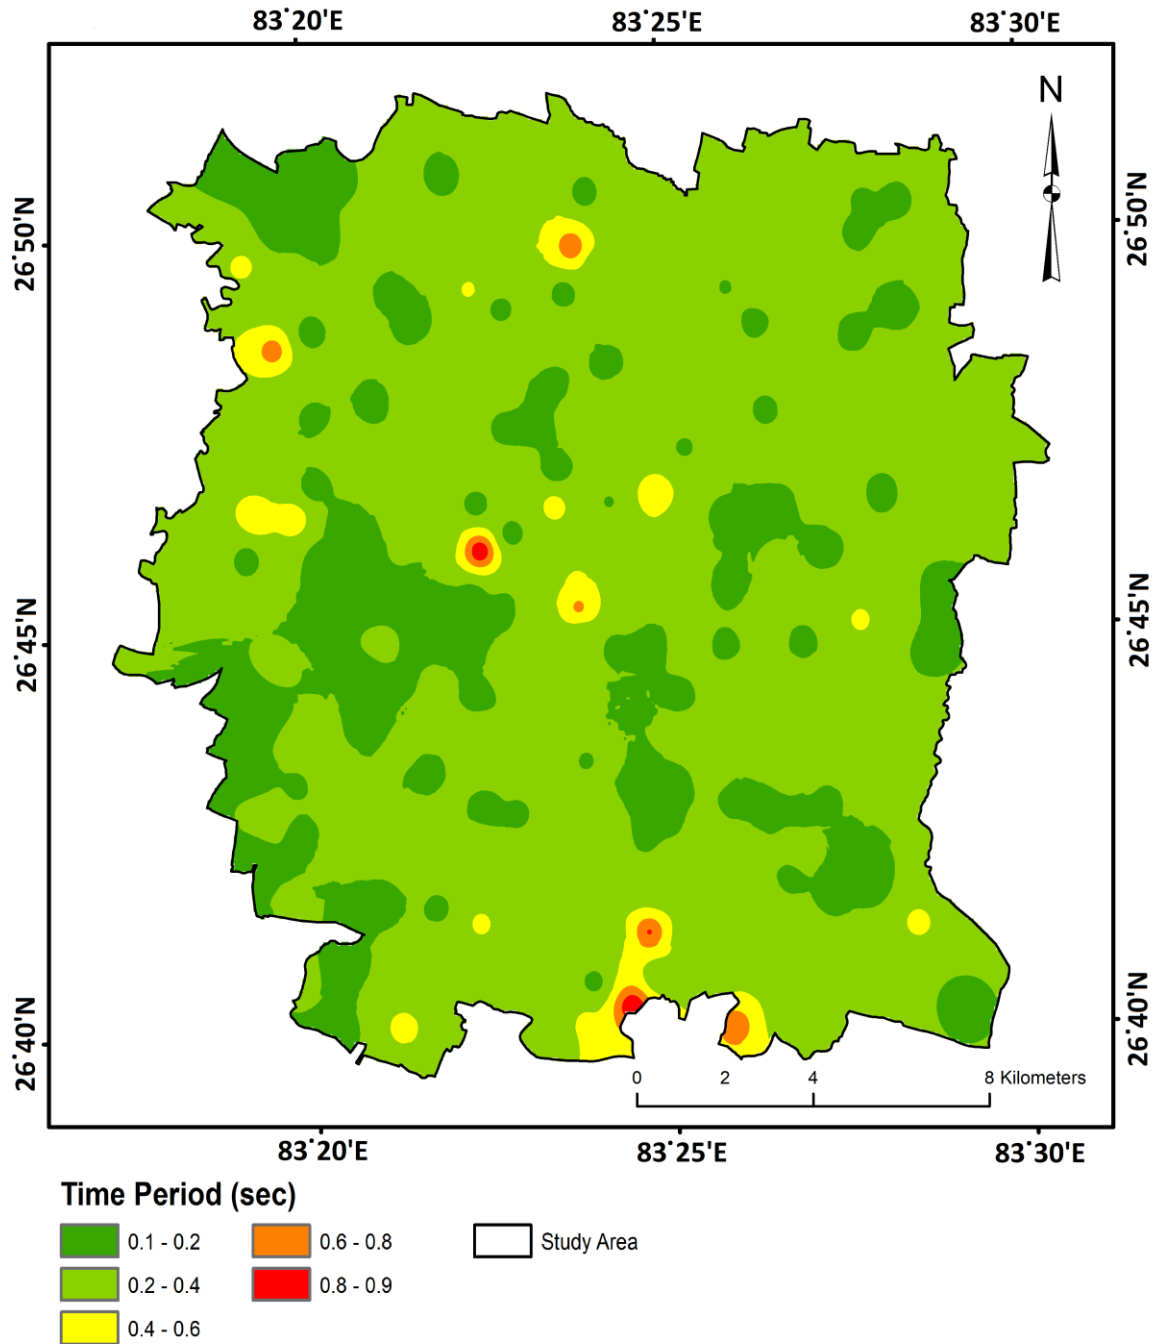 83˚20'E 83˚25'E 83˚30'E
N
26˚50'N 26˚50'N
26˚45'N 26˚45'N
26˚40'N 26˚40'N
0 2 4 8 Kilometers
83˚20'E 83˚25'E 83˚30'E
Time Period (sec)
0.1 - 0.2 0.6 - 0.8 Study Area
0.2 - 0.4 0.8 - 0.9
0.4 - 0.6